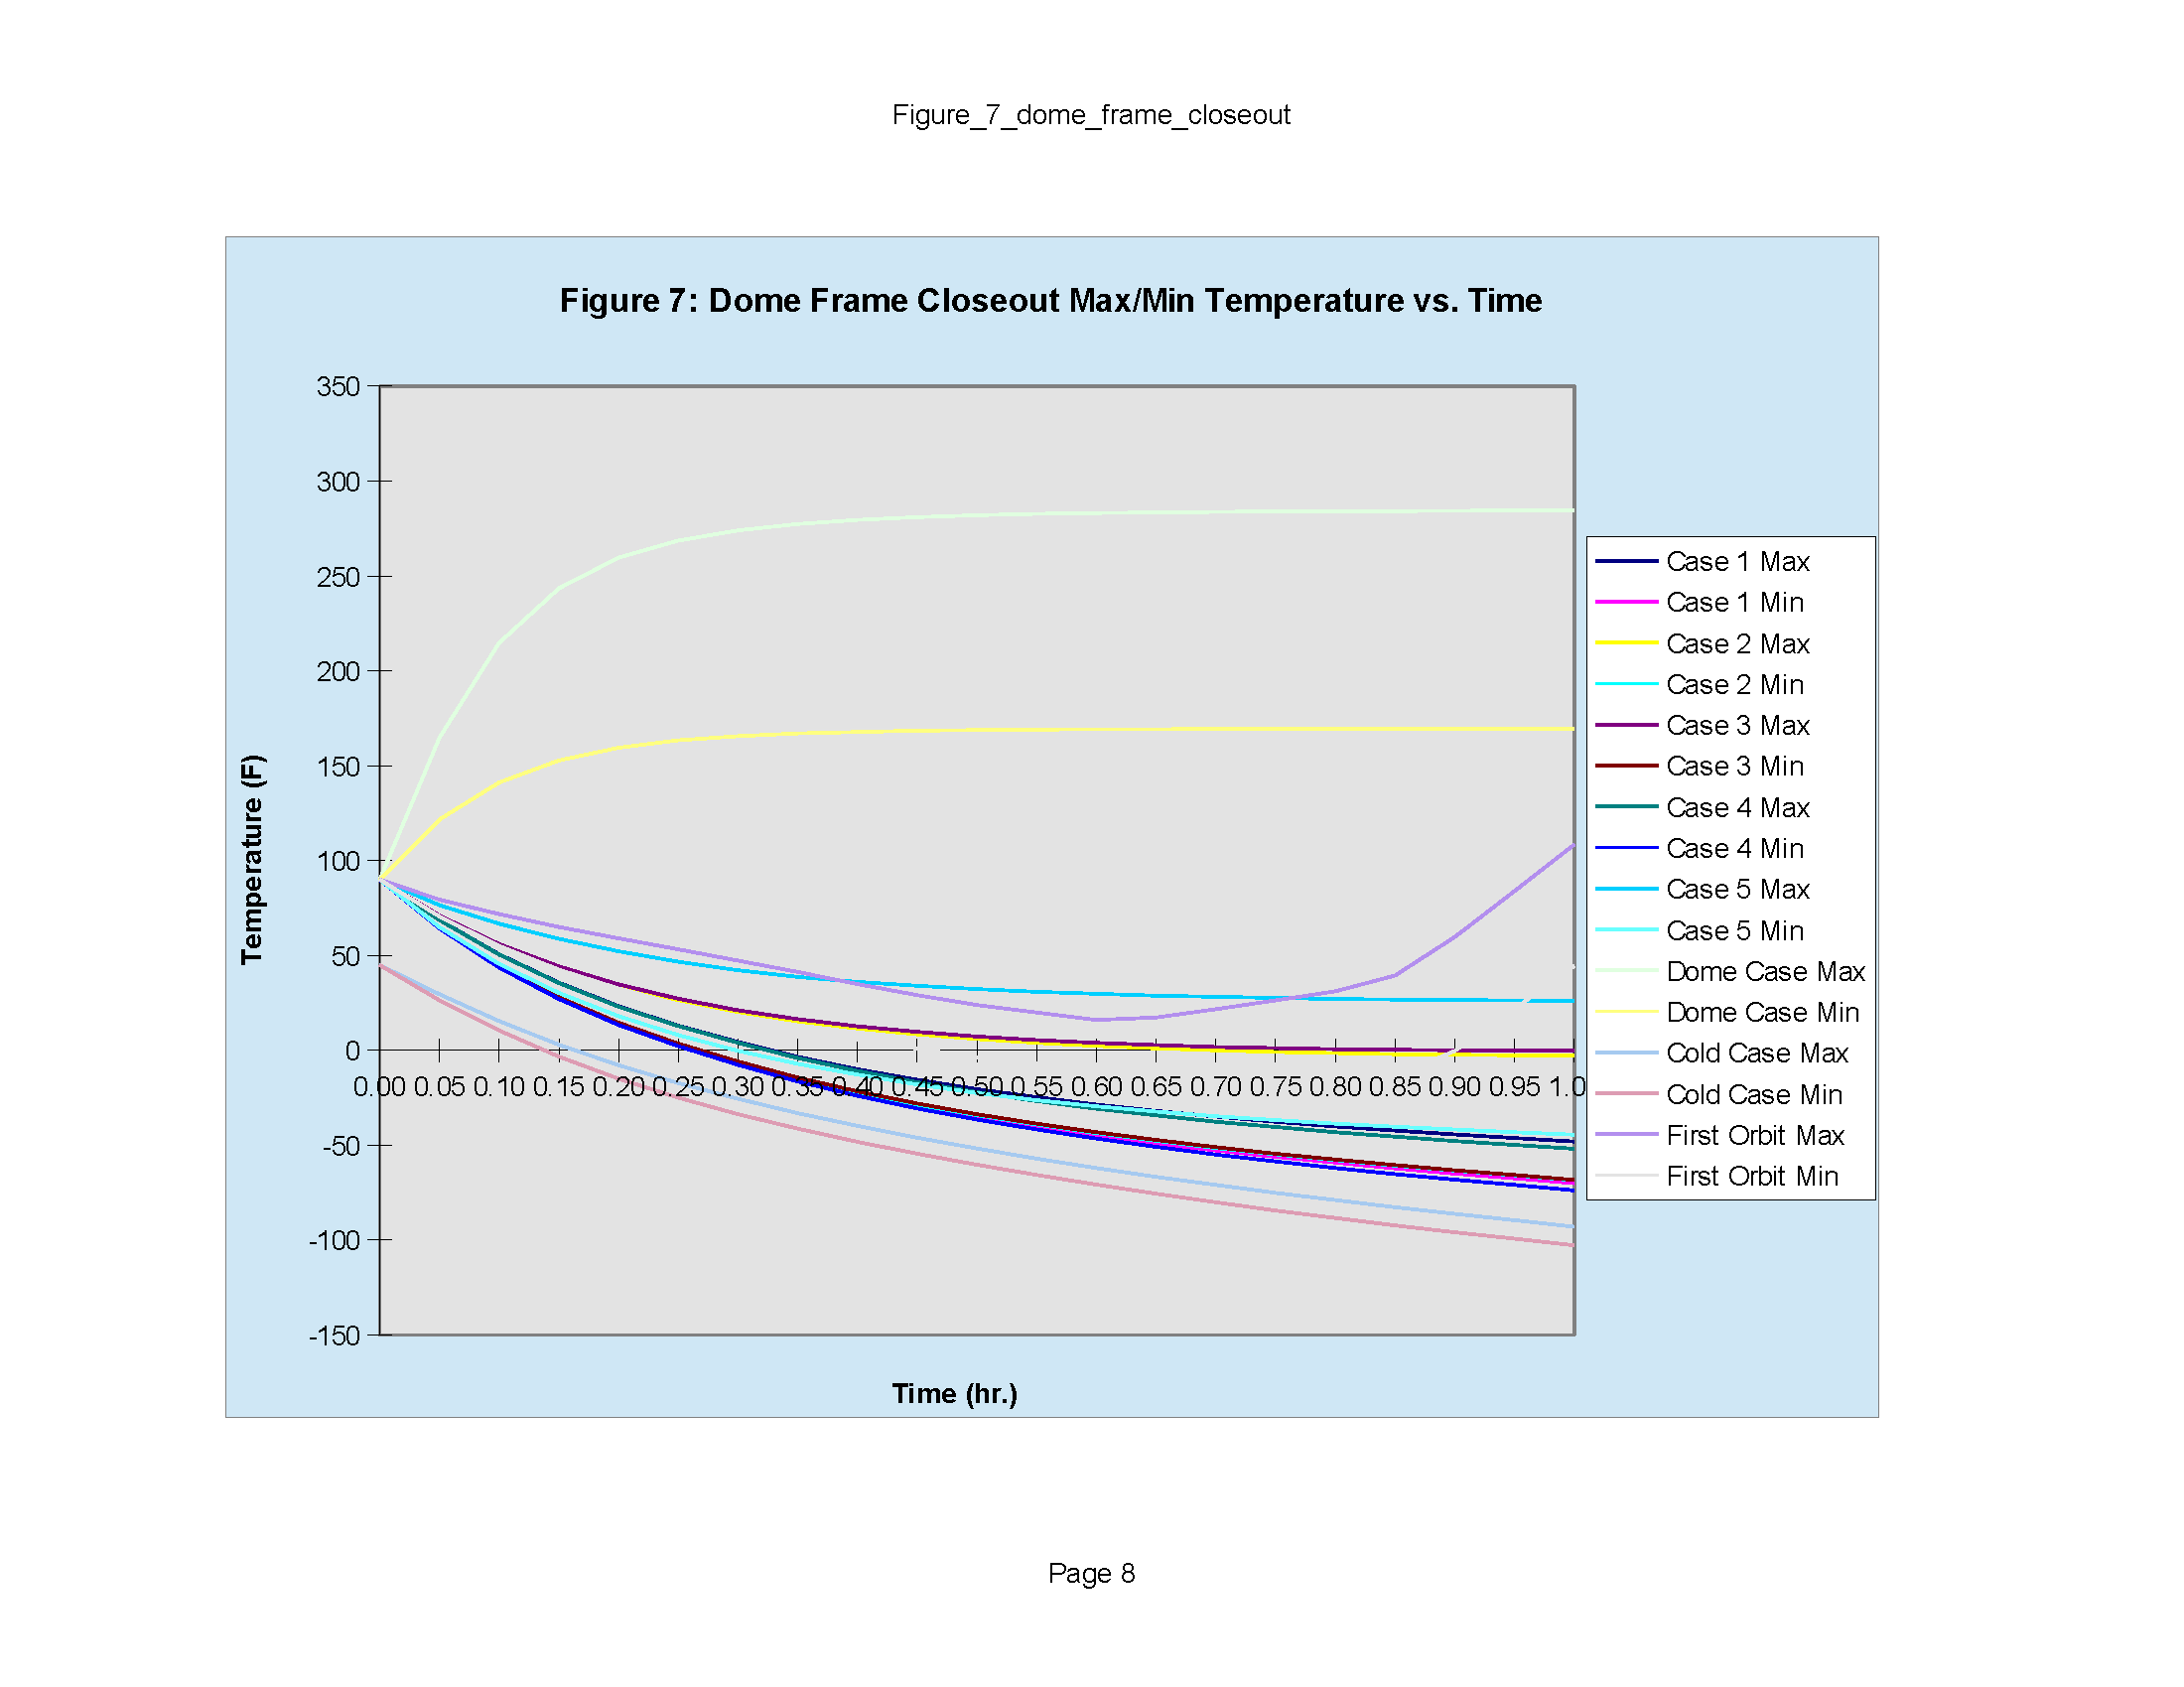 Figure_7_dome_frame_closeout
Figure 7: Dome Frame Closeout Max/Min Temperature vs. Time
350
300
250
200
150
100
50
0
-50
-100
-150
Temperature (F)
0.00 0.05 0.10 0.15 0.20 0.25 0.30 0.35 0.40 0.45 0.50 0.55 0.60 0.65 0.70 0.75 0.80 0.85 0.90 0.95 1.0
Time (hr.)
Case 1 Max
Case 1 Min
Case 2 Max
Case 2 Min
Case 3 Max
Case 3 Min
Case 4 Max
Case 4 Min
Case 5 Max
Case 5 Min
Dome Case Max
Dome Case Min
Cold Case Max
Cold Case Min
First Orbit Max
First Orbit Min
Page 8